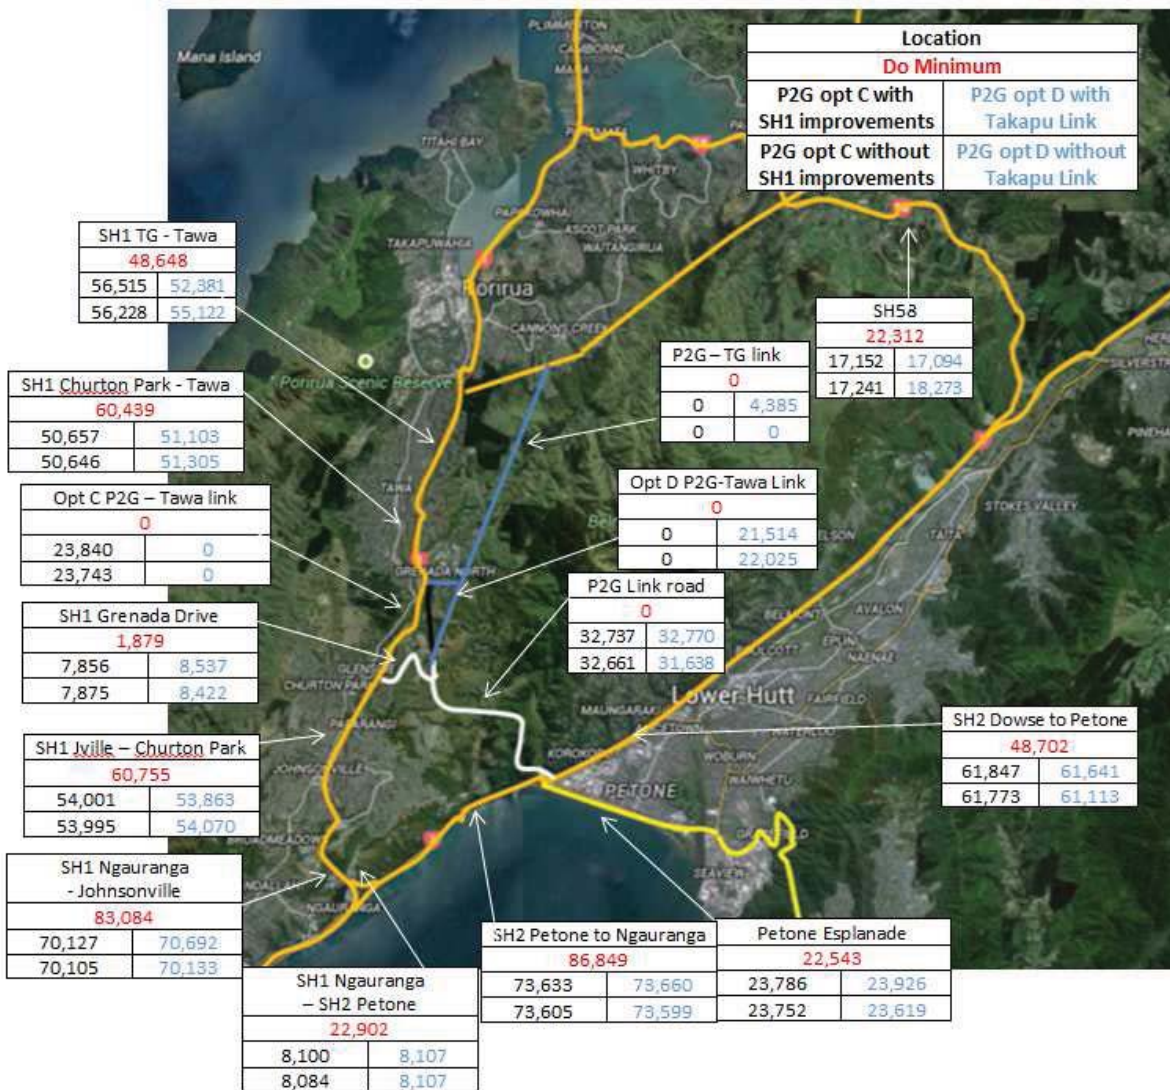 Location
Do Minimum
P2G opt C with SH1 improvements
P2G opt D with Takapu Link
P2G opt C without SH1 improvements
P2G opt D without Takapu Link
Mana Island
PLIMMERTON
CAMBORNE
MANA
TITAHI BAY
WHITBY
ASCOT PARK
WAITANGIRUA
TAKAPUWAHIA
Porirua
CANNONS CREEK
Porirua Scenic Reserve
SH1 TG - Tawa
48,648
56,515 52,381
56,228 55,122
SH58
22,312
17,152 17,094
17,241 18,273
P2G – TG link
0
0 4,385
0 0
SH1 Churton Park - Tawa
60,439
50,657 51,103
50,646 51,305
TAWA
Opt D P2G-Tawa Link
0
0 21,514
0 22,025
Opt C P2G – Tawa link
0
23,840 0
23,743 0
GRENADA NORTH
STOKES VALLEY
TAITA
P2G Link road
0
32,737 32,770
32,661 31,638
SH1 Grenada Drive
1,879
7,856 8,537
7,875 8,422
CHURTON PARK
PAPARANGI
BELMONT
AVALON
EPUNI
NAENAE
FAIRFIELD
Lower Hutt
MAUNGARAKI
WATERLOO
WOBURN
WAIWHETU
KOROKORO
PETONE
SEAVIEW
SH1 Jville – Churton Park
60,755
54,001 53,863
53,995 54,070
JOHNSONVILLE
BROADMEADOWS
NGAURANGA
SH2 Dowse to Petone
48,702
61,847 61,641
61,773 61,113
SH1 Ngauranga
- Johnsonville
83,084
70,127 70,692
70,105 70,133
SH1 Ngauranga
– SH2 Petone
22,902
8,100 8,107
8,084 8,107
SH2 Petone to Ngauranga
86,849
73,633 73,660
73,605 73,599
Petone Esplanade
22,543
23,786 23,926
23,752 23,619